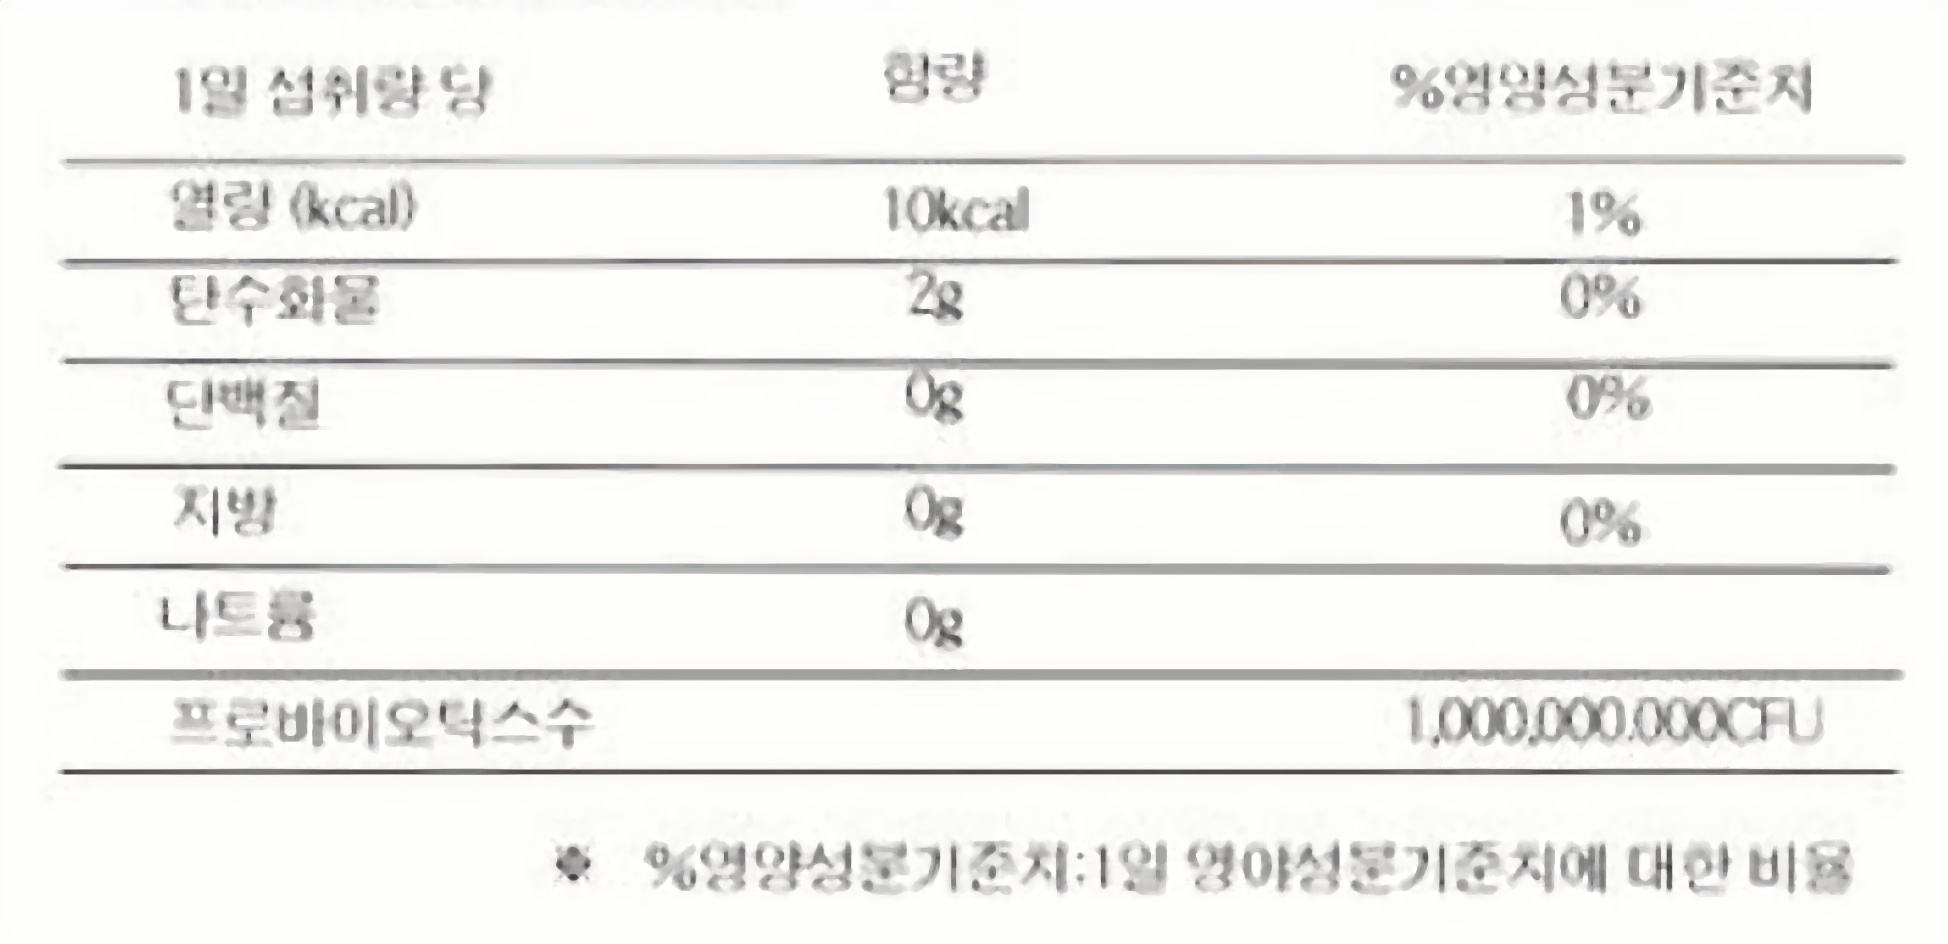 1일 섭취량 당 함량 %영양성분기준치
열량 (kcal) 10kcal 1%
탄수화물 2g 0%
단백질 0g 0%
지방 0g 0%
나트륨 0g
프로바이오틱스수 1,000,000.000CFU
※ %영양성분기준치:1일 영야성분기준치에 대한 비율